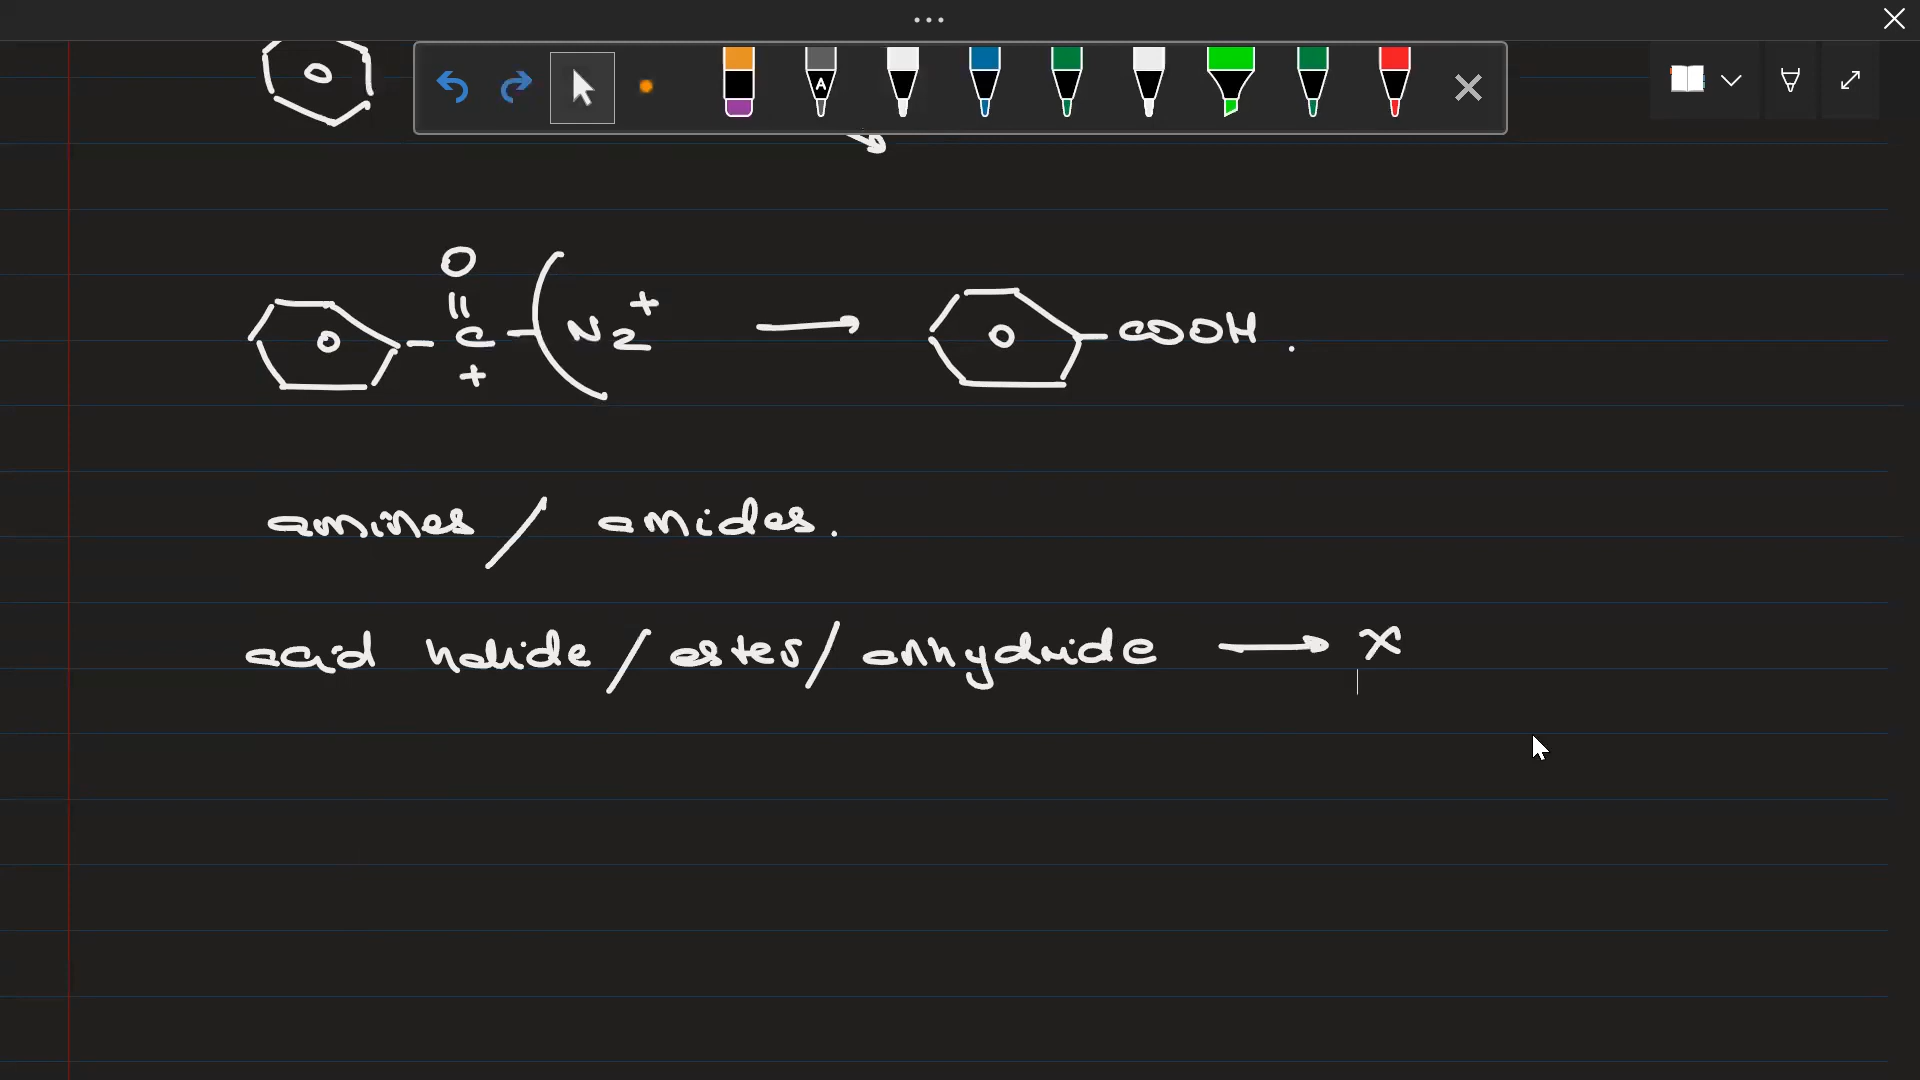 O
|| +
- C - ( N2 → - COOH .
+
amines / amides.
acid halide / ester / anhydride → X